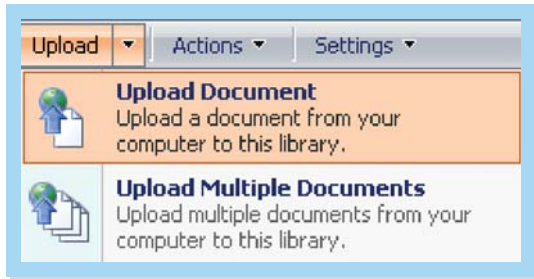 Upload Actions Settings
Upload Document
Upload a document from your
computer to this library.
Upload Multiple Documents
Upload multiple documents from your
computer to this library.